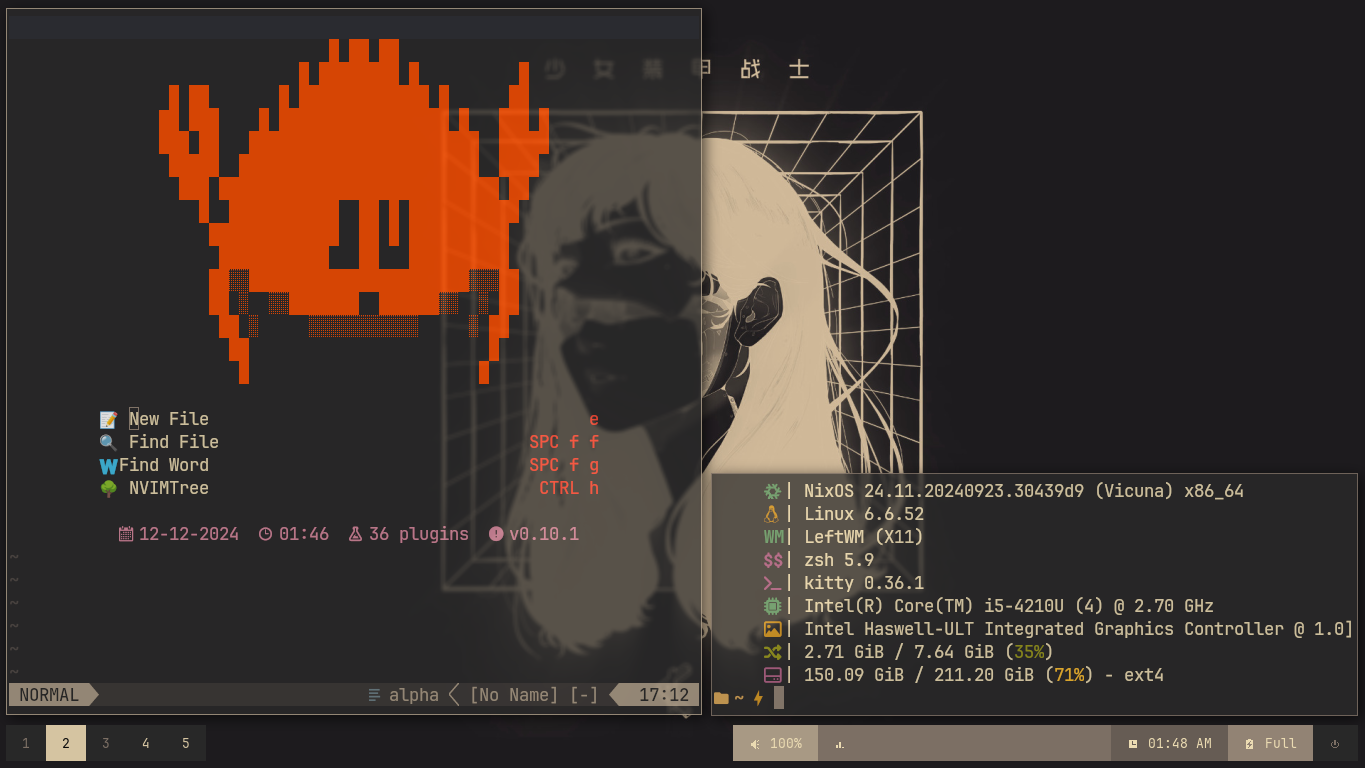 少 女 装 甲 战 士
New File e
Find File SPC f f
Find Word SPC f g
NVIMTree CTRL h
12-12-2024 01:46 36 plugins v0.10.1
~
~
~
~
~
~
NORMAL alpha [No Name] [-] 17:12
| NixOS 24.11.20240923.30439d9 (Vicuna) x86_64
| Linux 6.6.52
WM| LeftWM (X11)
$$| zsh 5.9
>_| kitty 0.36.1
| Intel(R) Core(TM) i5-4210U (4) @ 2.70 GHz
| Intel Haswell-ULT Integrated Graphics Controller @ 1.0]
| 2.71 GiB / 7.64 GiB (35%)
| 150.09 GiB / 211.20 GiB (71%) - ext4
~
1 2 3 4 5
100% 01:48 AM Full